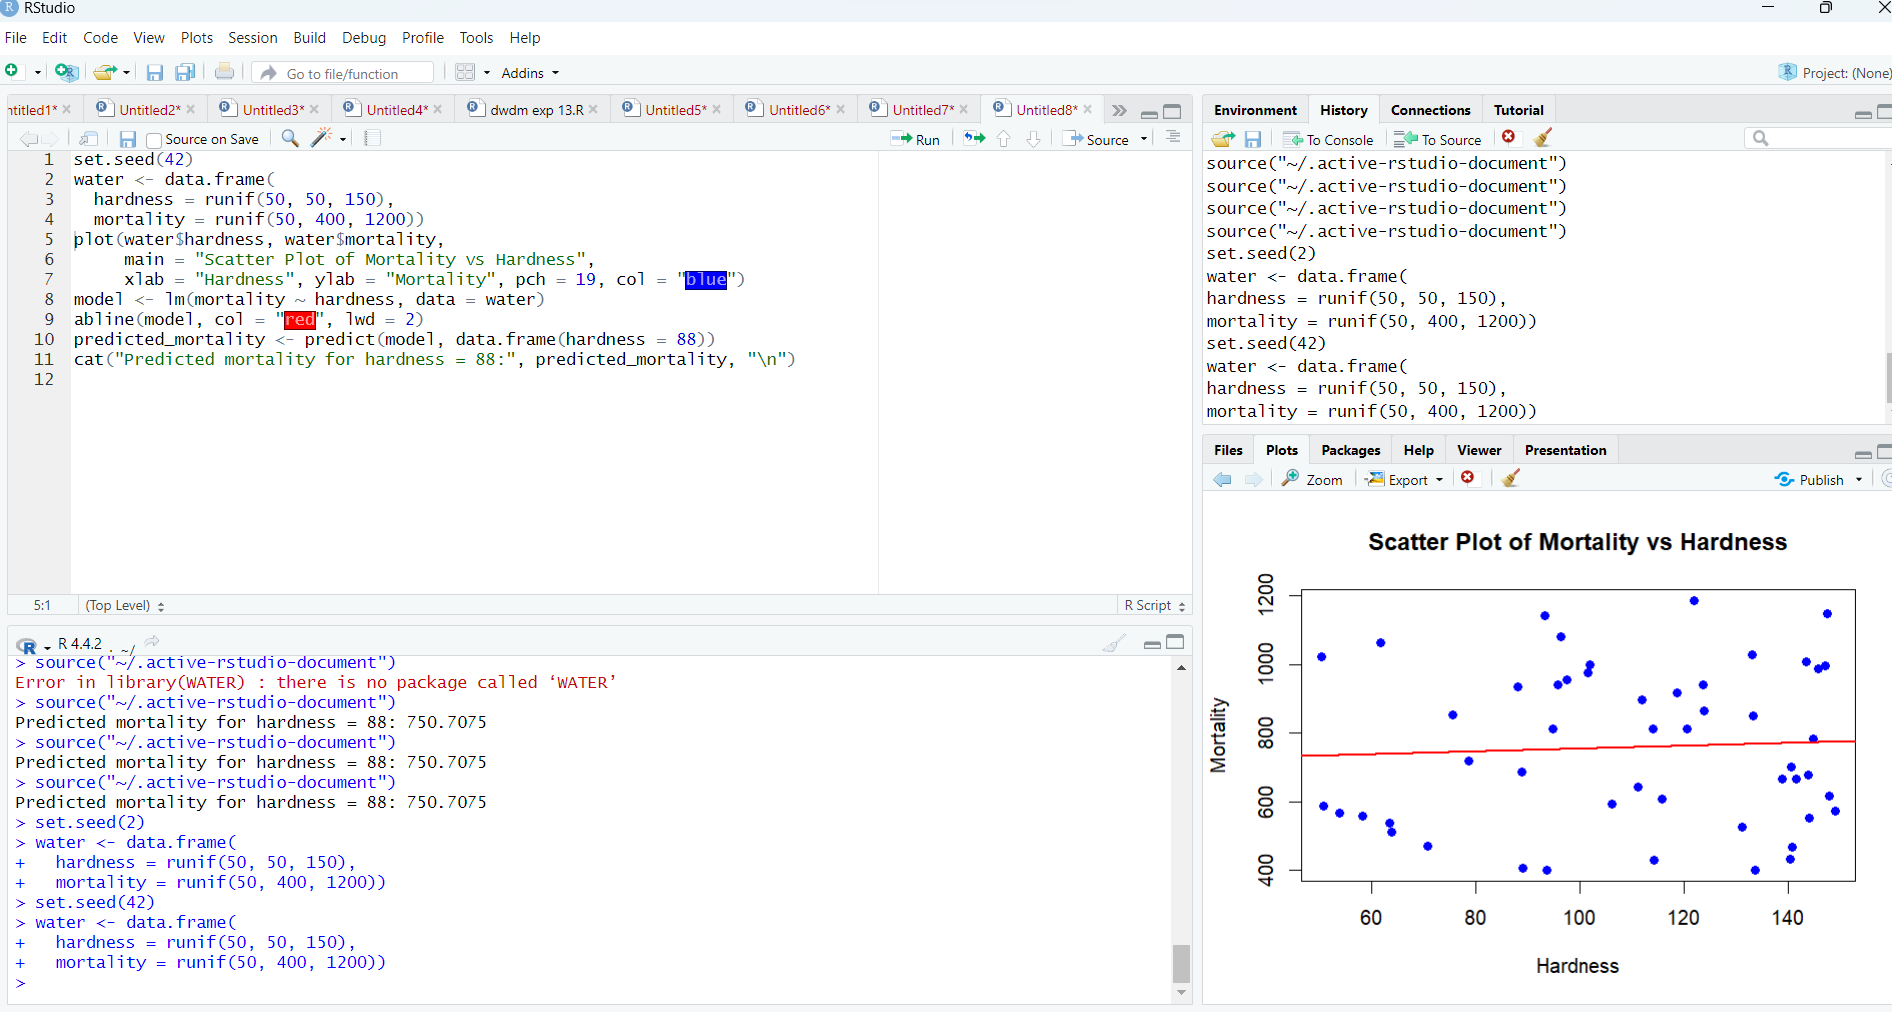 RStudio
File Edit Code View Plots Session Build Debug Profile Tools Help
Go to file/function Addins Project: (None)
ntitled1* Untitled2* Untitled3* Untitled4* dwdm exp 13.R Untitled5* Untitled6* Untitled7* Untitled8*
Source on Save Run Source
1 set.seed(42)
2 water <- data.frame(
3 hardness = runif(50, 50, 150),
4 mortality = runif(50, 400, 1200))
5 plot(water$hardness, water$mortality,
6 main = "Scatter Plot of Mortality vs Hardness",
7 xlab = "Hardness", ylab = "Mortality", pch = 19, col = "blue")
8 model <- lm(mortality ~ hardness, data = water)
9 abline(model, col = "red", lwd = 2)
10 predicted_mortality <- predict(model, data.frame(hardness = 88))
11 cat("Predicted mortality for hardness = 88:", predicted_mortality, "\n")
12
5:1 (Top Level) R Script
R 4.4.2 . ~/
> source("~/.active-rstudio-document")
Error in library(WATER) : there is no package called ‘WATER’
> source("~/.active-rstudio-document")
Predicted mortality for hardness = 88: 750.7075
> source("~/.active-rstudio-document")
Predicted mortality for hardness = 88: 750.7075
> source("~/.active-rstudio-document")
Predicted mortality for hardness = 88: 750.7075
> set.seed(2)
> water <- data.frame(
+ hardness = runif(50, 50, 150),
+ mortality = runif(50, 400, 1200))
> set.seed(42)
> water <- data.frame(
+ hardness = runif(50, 50, 150),
+ mortality = runif(50, 400, 1200))
>
Environment History Connections Tutorial
To Console To Source
source("~/.active-rstudio-document")
source("~/.active-rstudio-document")
source("~/.active-rstudio-document")
source("~/.active-rstudio-document")
set.seed(2)
water <- data.frame(
hardness = runif(50, 50, 150),
mortality = runif(50, 400, 1200))
set.seed(42)
water <- data.frame(
hardness = runif(50, 50, 150),
mortality = runif(50, 400, 1200))
Files Plots Packages Help Viewer Presentation
Zoom Export Publish
Scatter Plot of Mortality vs Hardness
Mortality
1200
1000
800
600
400
60 80 100 120 140
Hardness